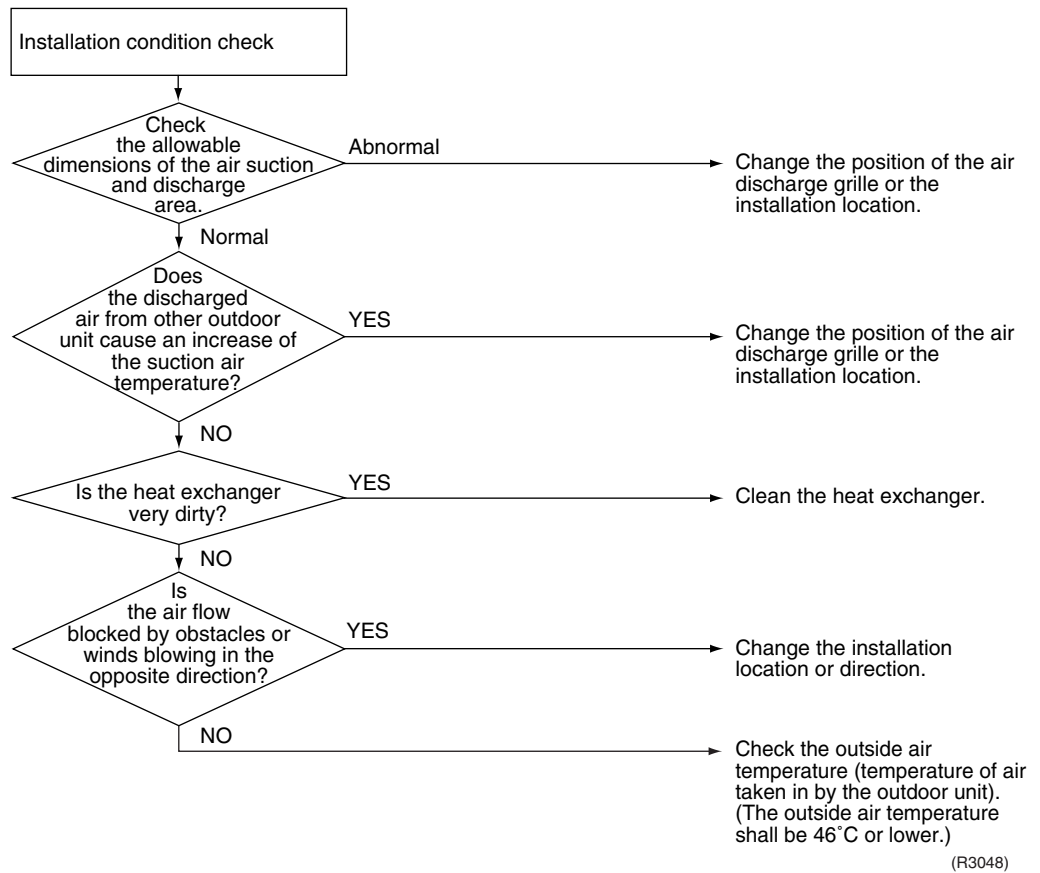 Installation condition check
Check
the allowable
dimensions of the air suction
and discharge
area.
Abnormal
Change the position of the air
discharge grille or the
installation location.
Normal
Does
the discharged
air from other outdoor
unit cause an increase of
the suction air
temperature?
YES
Change the position of the air
discharge grille or the
installation location.
NO
Is the heat exchanger
very dirty?
YES
Clean the heat exchanger.
NO
Is
the air flow
blocked by obstacles or
winds blowing in the
opposite direction?
YES
Change the installation
location or direction.
NO
Check the outside air
temperature (temperature of air
taken in by the outdoor unit).
(The outside air temperature
shall be 46˚C or lower.)
(R3048)